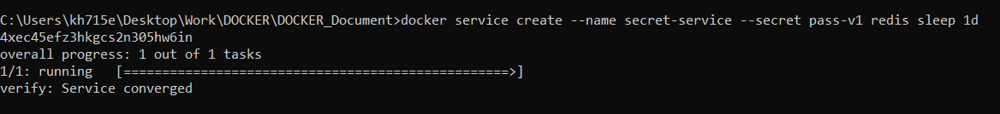 C:\Users\kh715e\Desktop\Work\DOCKER\DOCKER_Document>docker service create --name secret-service --secret pass-v1 redis sleep 1d
4xec45efz3hkgcs2n305hw6in
overall progress: 1 out of 1 tasks
1/1: running   [==================================================>]
verify: Service converged